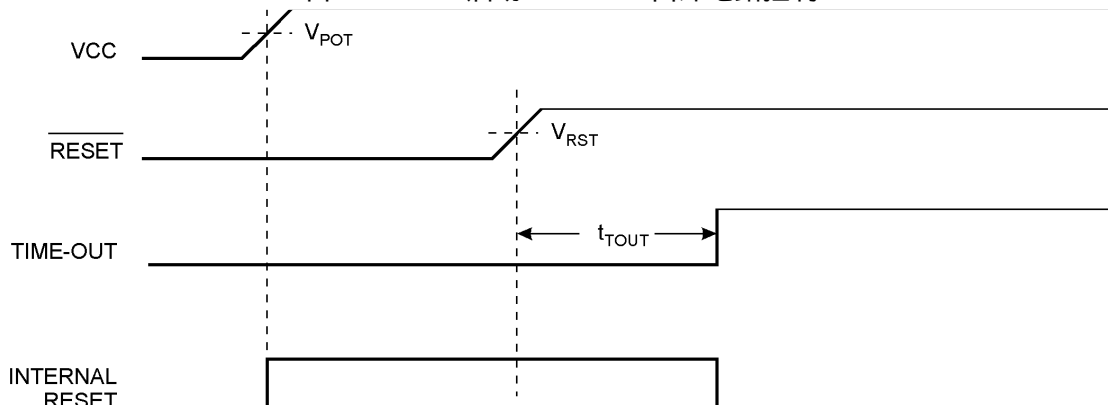 VCC
VPOT
RESET
VRST
TIME-OUT
tTOUT
INTERNAL
RESET